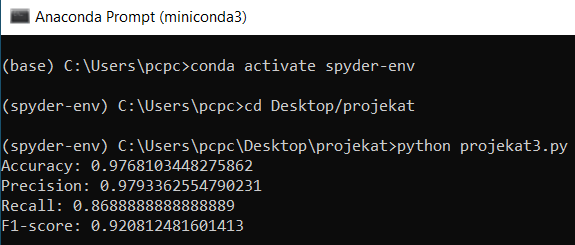 Anaconda Prompt (miniconda3)
(base) C:\Users\pcpc>conda activate spyder-env
(spyder-env) C:\Users\pcpc>cd Desktop/projekat
(spyder-env) C:\Users\pcpc\Desktop\projekat>python projekat3.py
Accuracy: 0.9768103448275862
Precision: 0.9793362554790231
Recall: 0.8688888888888889
F1-score: 0.920812481601413